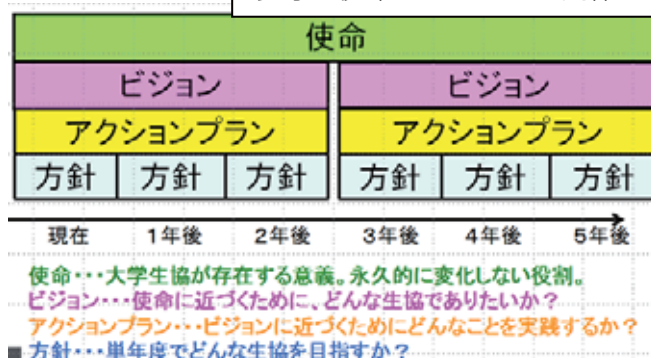 使命
ビジョン ビジョン
アクションプラン アクションプラン
方針 方針 方針 方針 方針 方針
現在 1年後 2年後 3年後 4年後 5年後
使命・・・大学生協が存在する意義。永久的に変化しない役割。
ビジョン・・・使命に近づくために、どんな生協でありたいか?
アクションプラン・・・ビジョンに近づくためにどんなことを実践するか?
方針・・・単年度でどんな生協を目指すか?